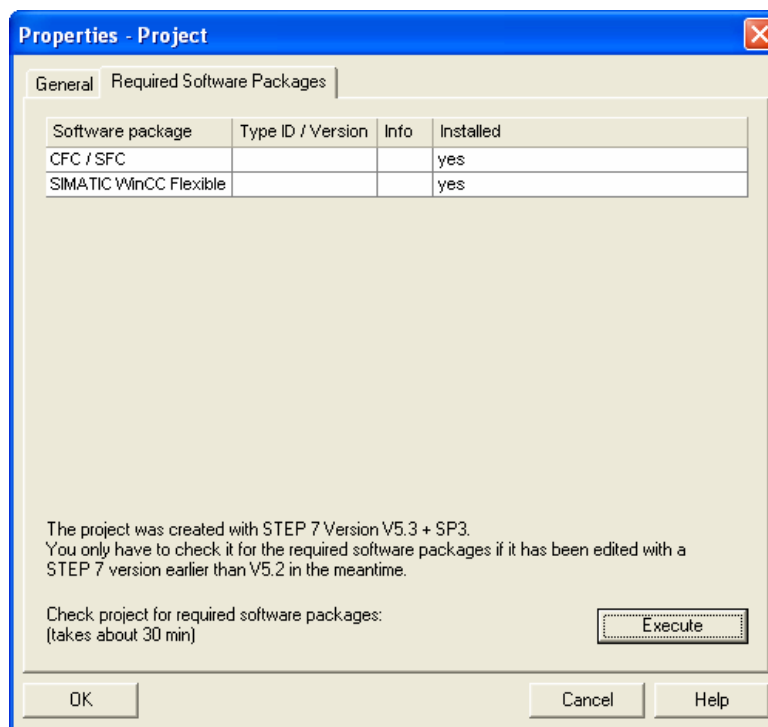 Properties - Project
General Required Software Packages
Software package Type ID / Version Info Installed
CFC / SFC yes
SIMATIC WinCC Flexible yes
The project was created with STEP 7 Version V5.3 + SP3.
You only have to check it for the required software packages if it has been edited with a
STEP 7 version earlier than V5.2 in the meantime.
Check project for required software packages:
(takes about 30 min)
Execute
OK Cancel Help